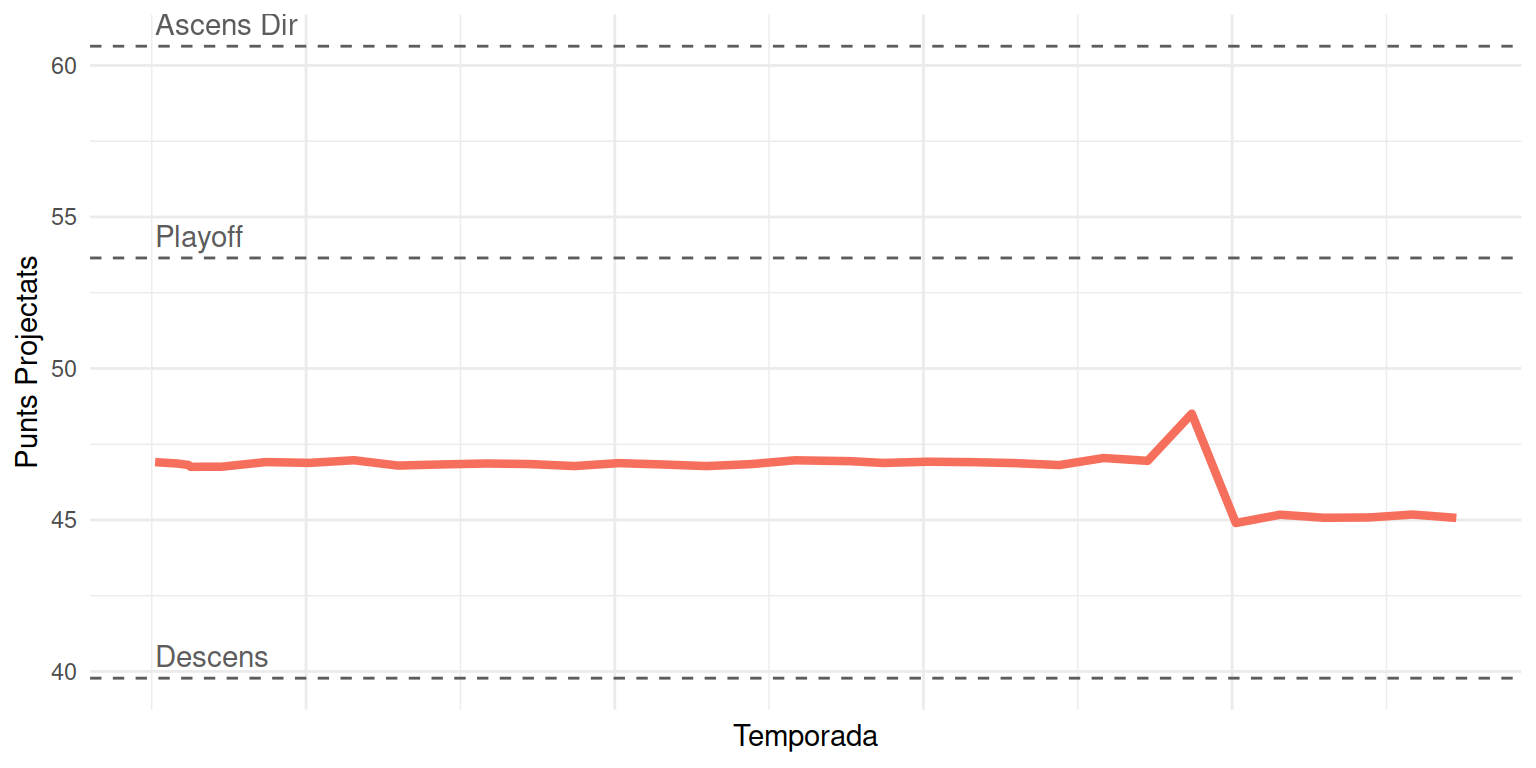 Ascens Dir
60
55
Playoff
Punts Projectats
50
45
Descens
40
Temporada